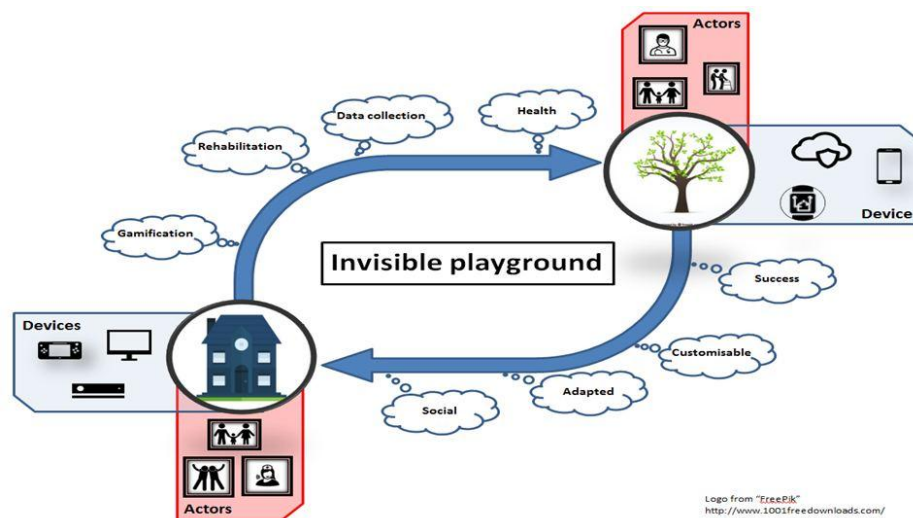 Actors
Health
Data collection
Rehabilitation
Gamification
Device
Invisible playground
Success
Customisable
Adapted
Social
Devices
Actors
Logo from "FreePik"
http://www.1001freedownloads.com/